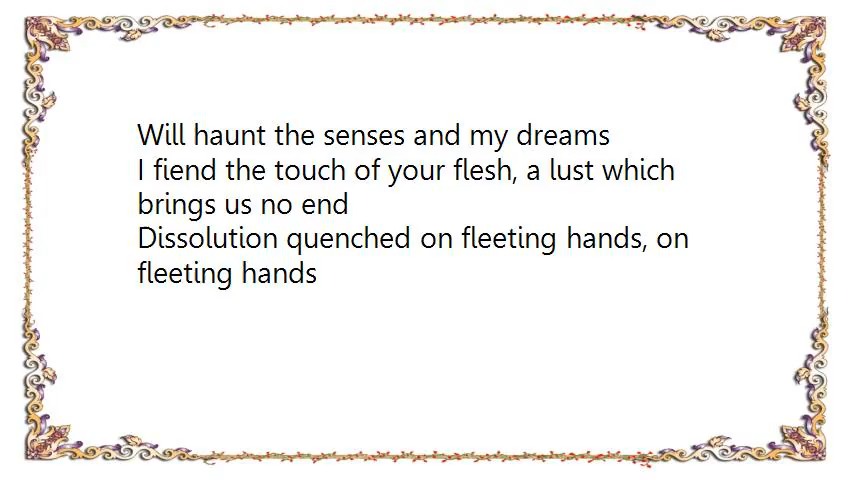 Will haunt the senses and my dreams
I fiend the touch of your flesh, a lust which
brings us no end
Dissolution quenched on fleeting hands, on
fleeting hands